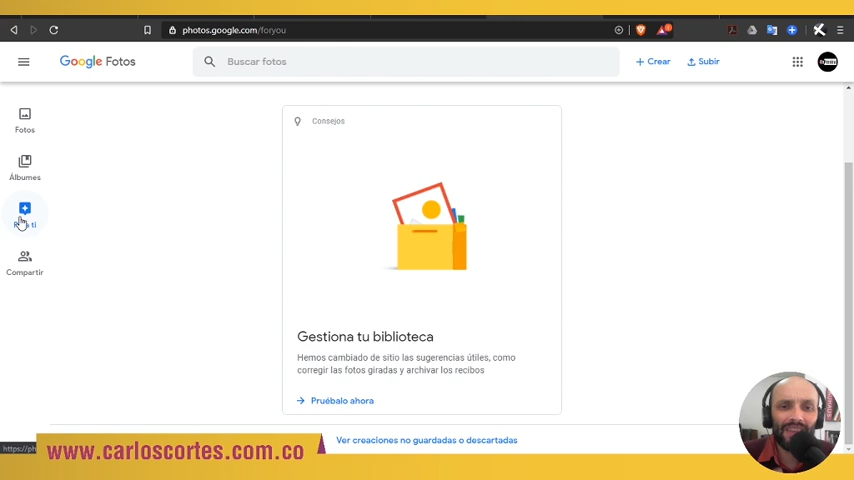 photos.google.com/foryou
Google Fotos
Buscar fotos
+ Crear
Subir
Fotos
Consejos
Álbumes
ti
Compartir
Gestiona tu biblioteca
Hemos cambiado de sitio las sugerencias útiles, como
corregir las fotos giradas y archivar los recibos
Pruébalo ahora
Ver creaciones no guardadas o descartadas
www.carloscortes.com.co